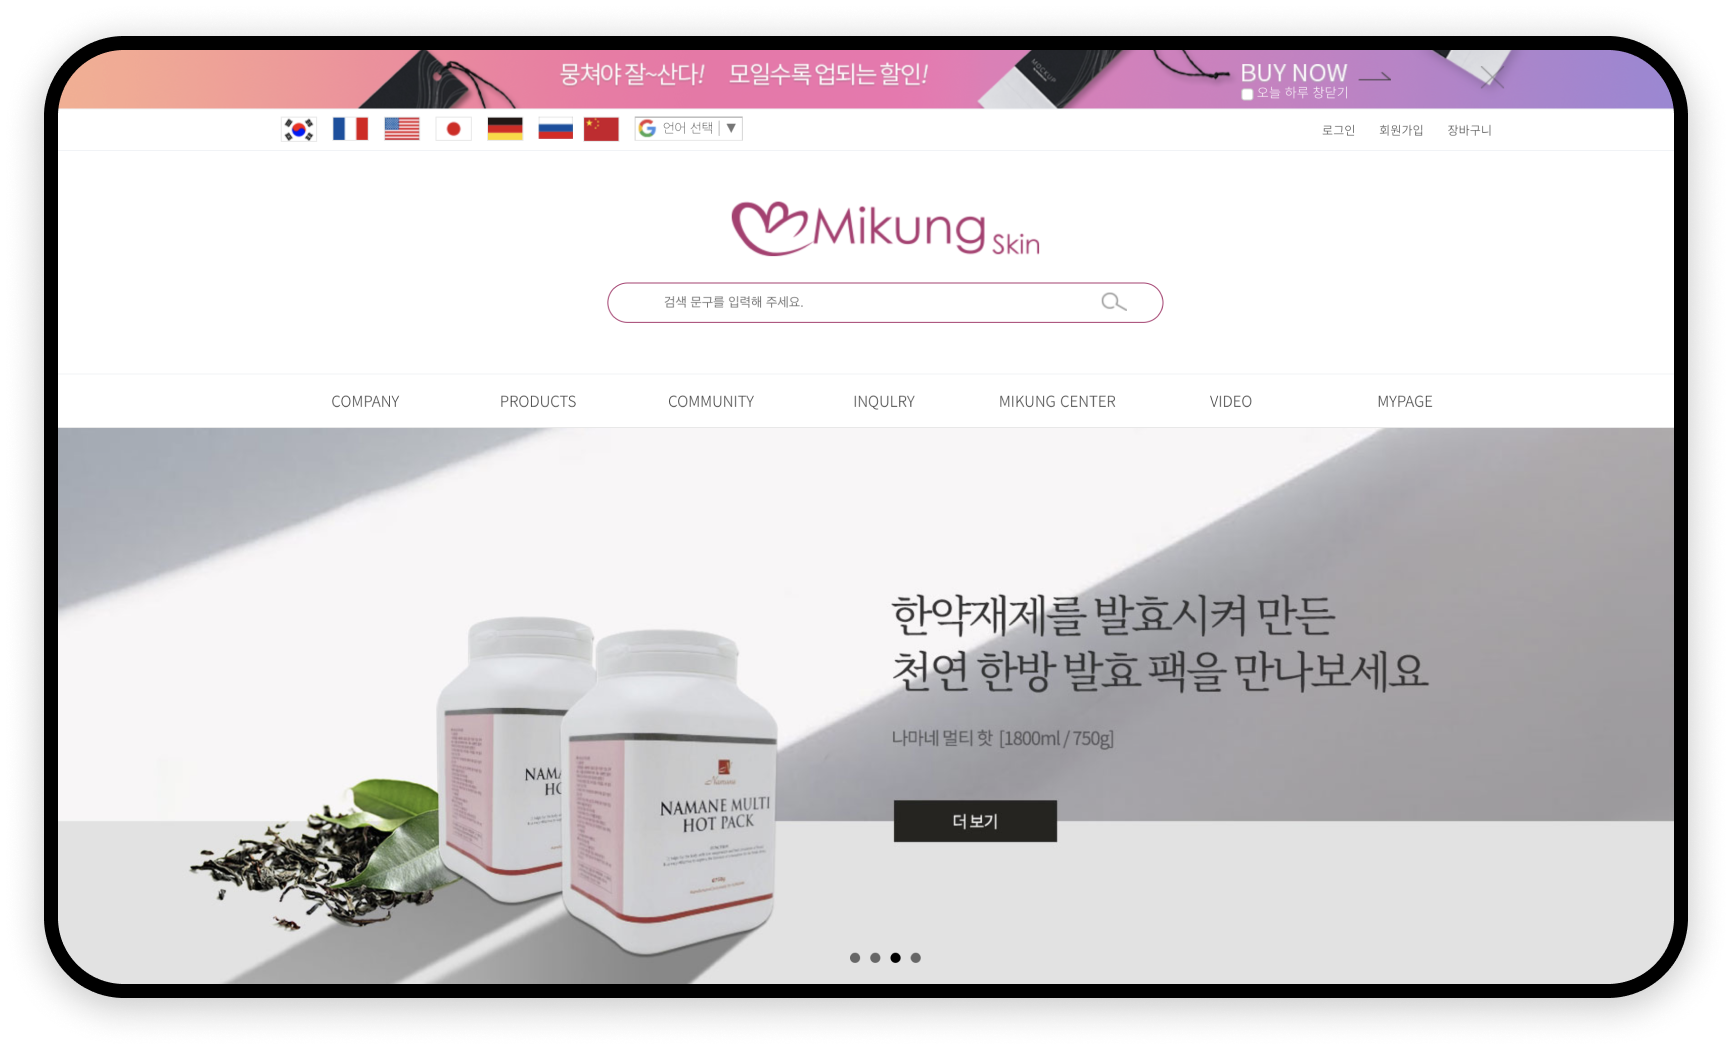 뭉쳐야 잘~산다! 모일수록 업되는 할인!
MOCKUP
BUY NOW
오늘 하루 창닫기
언어 선택 ▼
로그인 회원가입 장바구니
Mikung Skin
검색 문구를 입력해 주세요.
COMPANY PRODUCTS COMMUNITY INQULRY MIKUNG CENTER VIDEO MYPAGE
한약재제를 발효시켜 만든
천연 한방 발효 팩을 만나보세요
나마네 멀티 핫 [1800ml / 750g]
더보기
Namane
NAMANE MULTI
HOT PACK